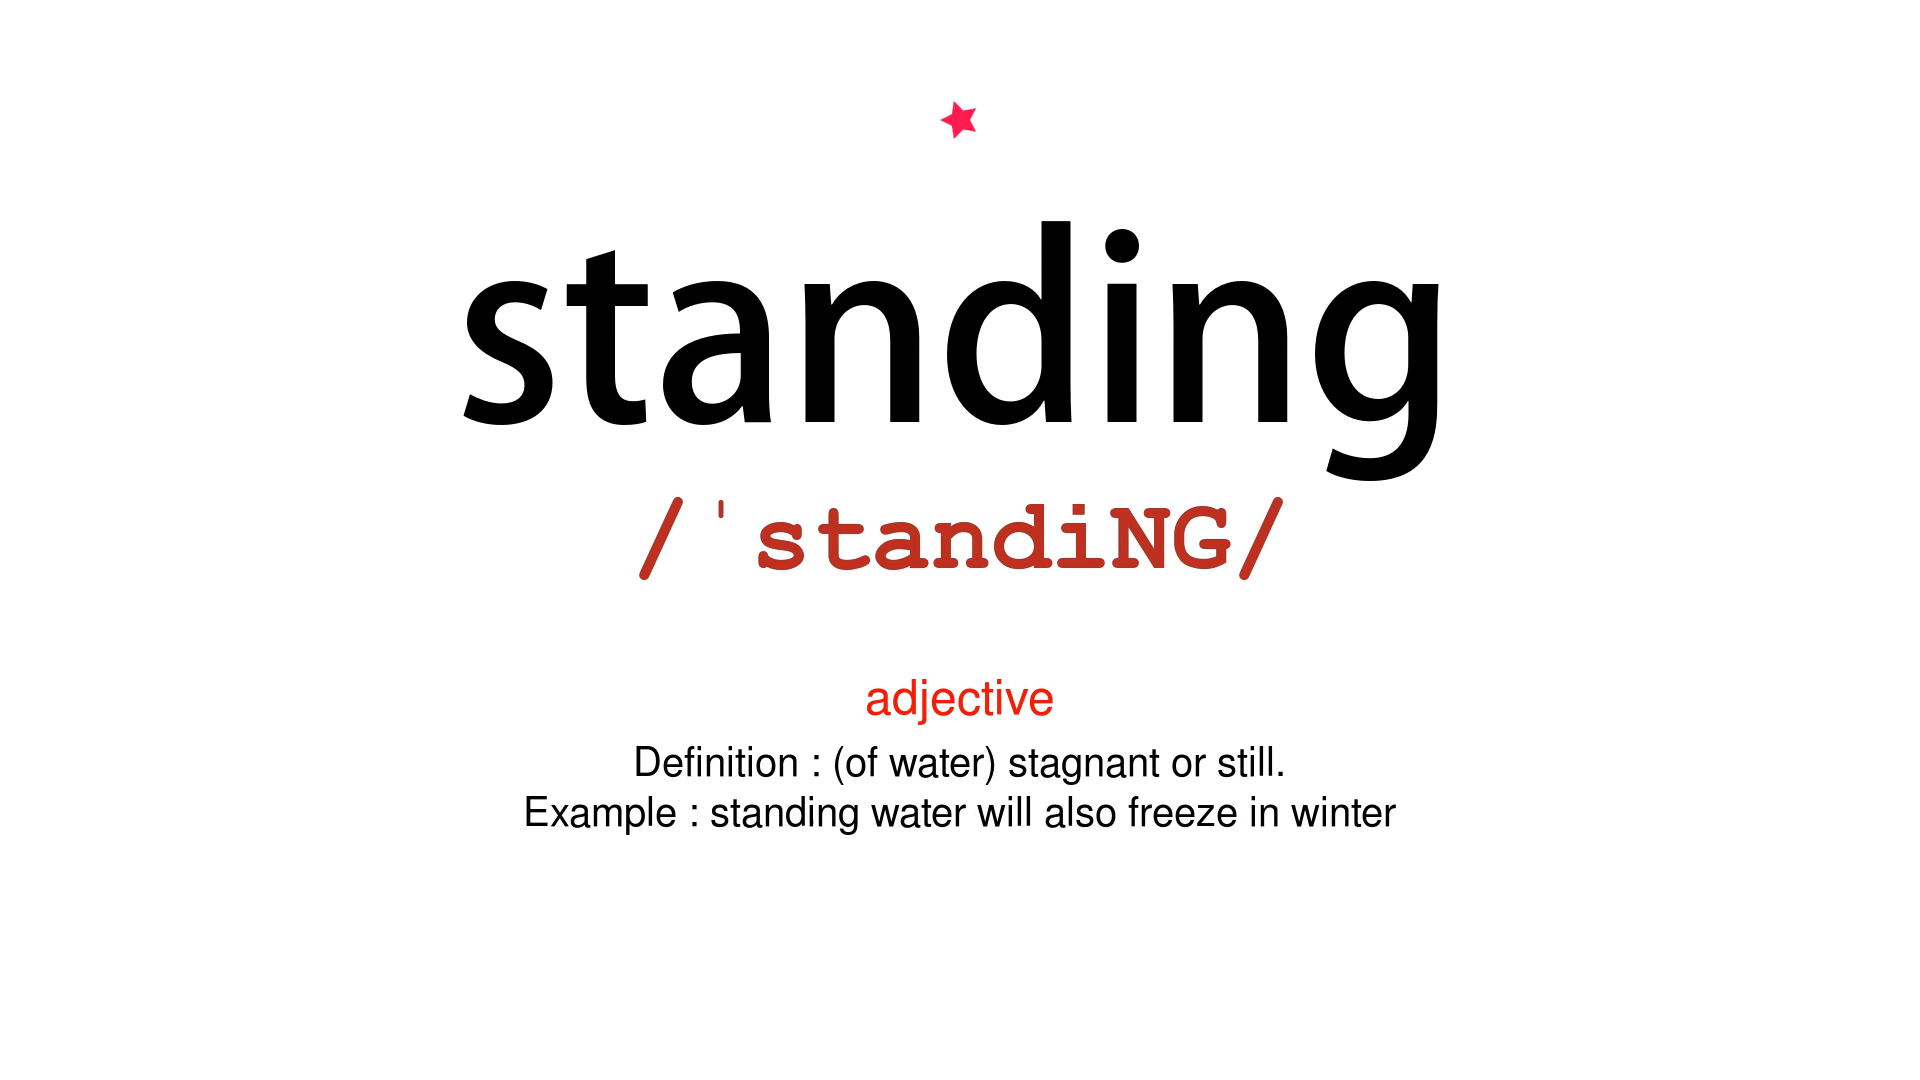 standing
/ˈstandiNG/
adjective
Definition : (of water) stagnant or still.
Example : standing water will also freeze in winter